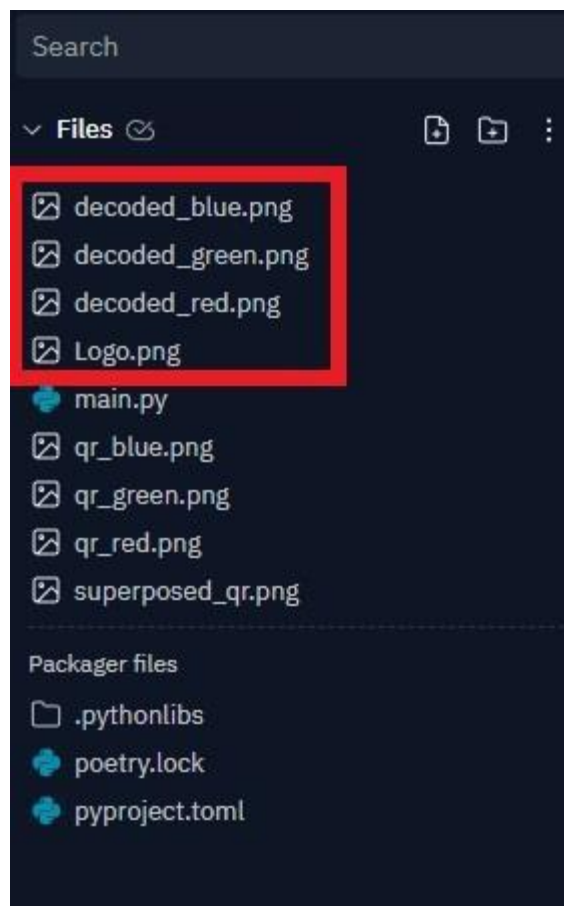 Search
Files
decoded_blue.png
decoded_green.png
decoded_red.png
Logo.png
main.py
qr_blue.png
qr_green.png
qr_red.png
superposed_qr.png
Packager files
.pythonlibs
poetry.lock
pyproject.toml